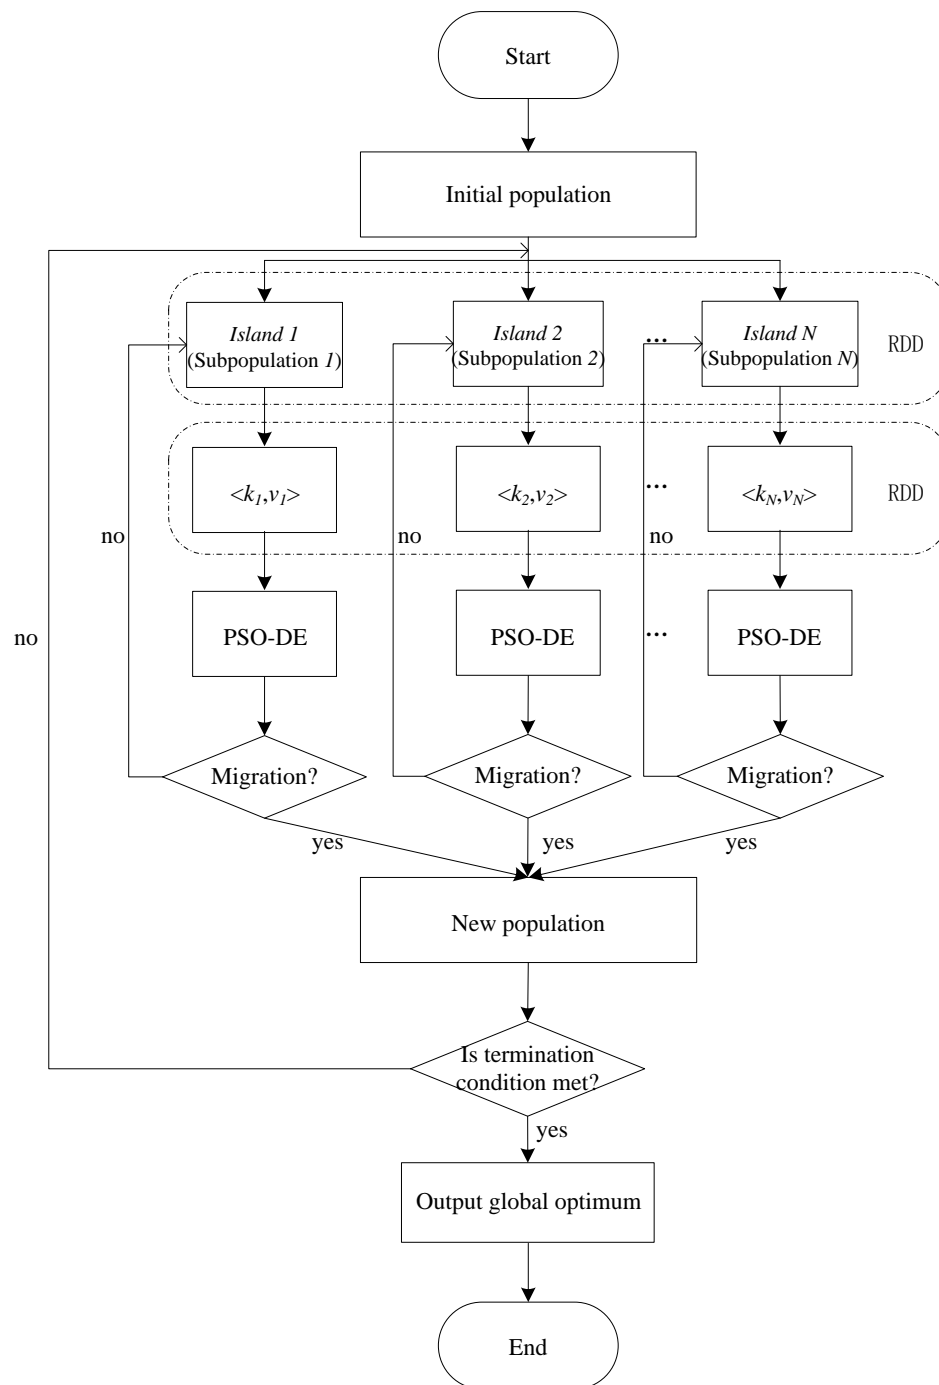 Start
Initial population
Island 1
(Subpopulation 1)
Island 2
(Subpopulation 2)
...
Island N
(Subpopulation N)
RDD
<k1,v1>
<k2,v2>
...
<kN,vN>
RDD
no
no
no
no
PSO-DE
PSO-DE
...
PSO-DE
Migration?
Migration?
Migration?
yes
yes
yes
New population
Is termination
condition met?
yes
Output global optimum
End